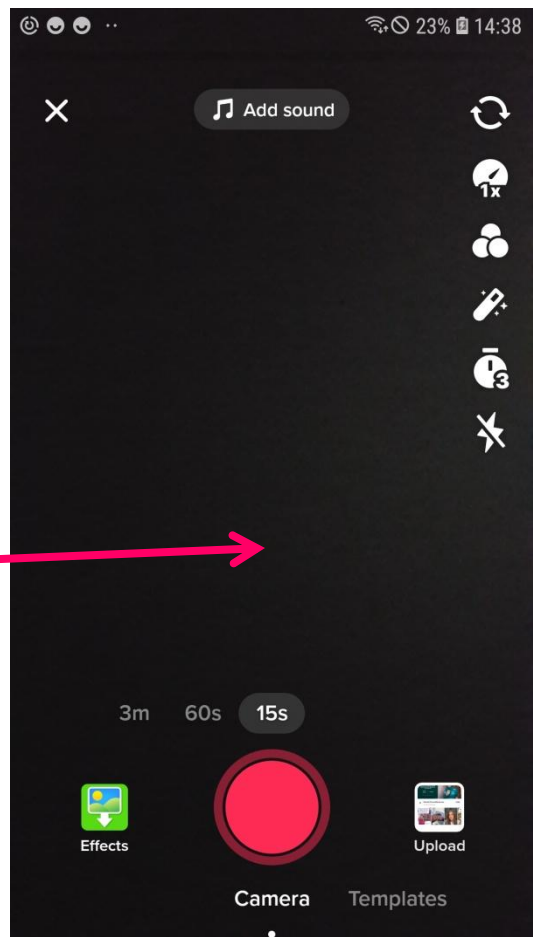 23% 14:38
Add sound
1x
3
3m 60s 15s
Effects
Upload
Camera Templates